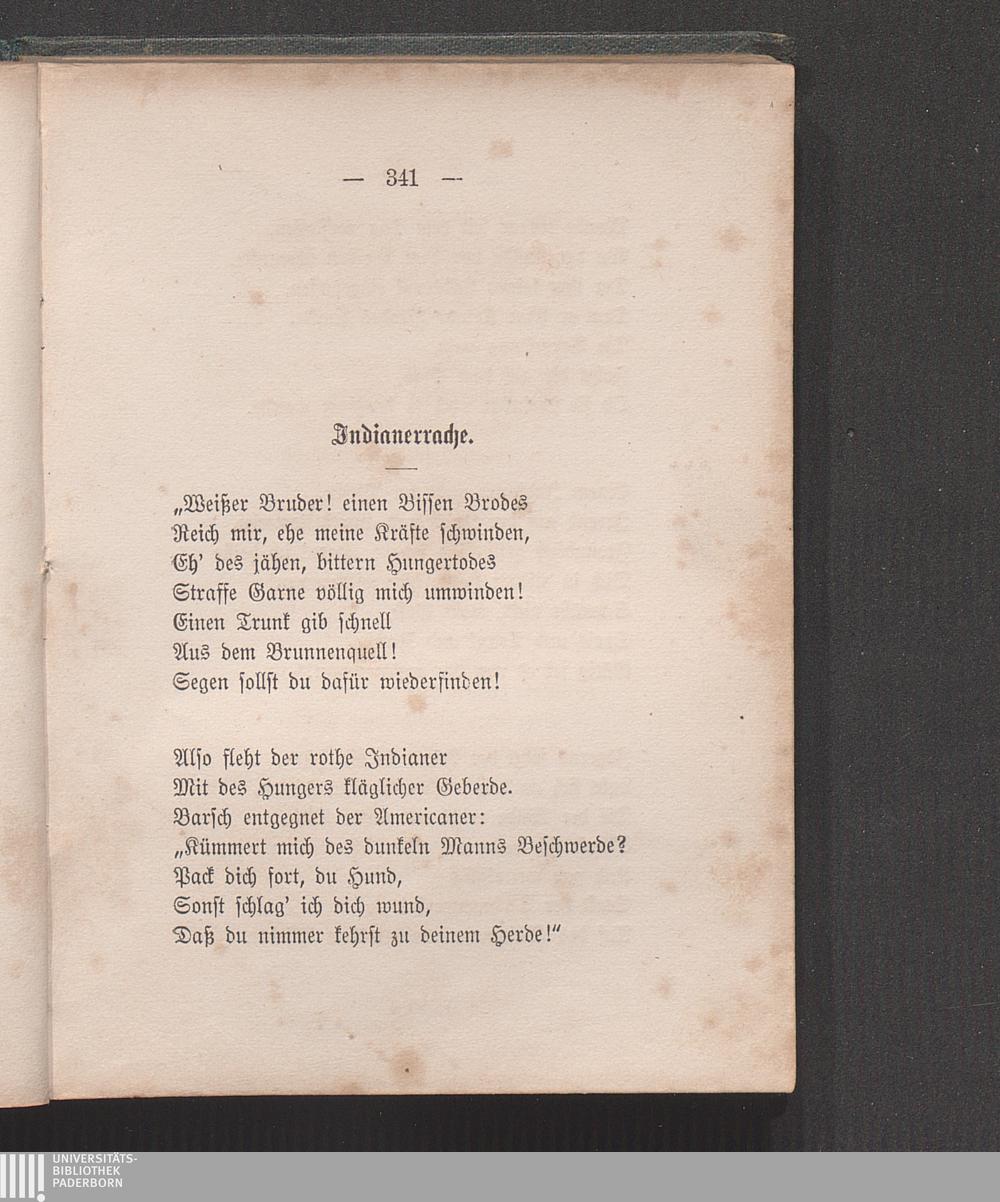 — 341 —
Indianerrache.
„Weißer Bruder! einen Bissen Brodes
Reich mir, ehe meine Kräfte schwinden,
Eh' des jähen, bittern Hungertodes
Straffe Garne völlig mich umwinden!
Einen Trunk gib schnell
Aus dem Brunnenquell!
Segen sollst du dafür wiederfinden!
Also fleht der rothe Indianer
Mit des Hungers kläglicher Geberde.
Barsch entgegnet der Americaner:
„Kümmert mich des dunkeln Manns Beschwerde?
Pack dich fort, du Hund,
Sonst schlag' ich dich wund,
Daß du nimmer kehrst zu deinem Herde!“
UNIVERSITÄTS-
BIBLIOTHEK
PADERBORN